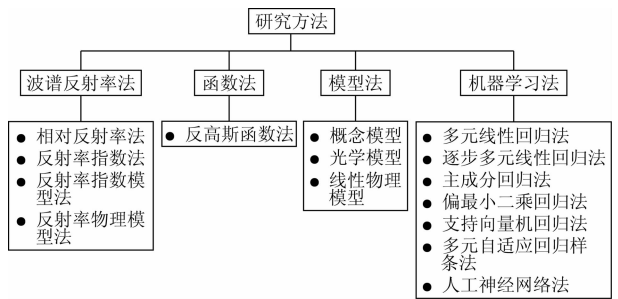 研究方法
波谱反射率法
函数法
模型法
机器学习法
● 相对反射率法
● 反射率指数法
● 反射率指数模
型法
● 反射率物理模
型法
● 反高斯函数法
● 概念模型
● 光学模型
● 线性物理
模型
● 多元线性回归法
● 逐步多元线性回归法
● 主成分回归法
● 偏最小二乘回归法
● 支持向量机回归法
● 多元自适应回归样
条法
● 人工神经网络法